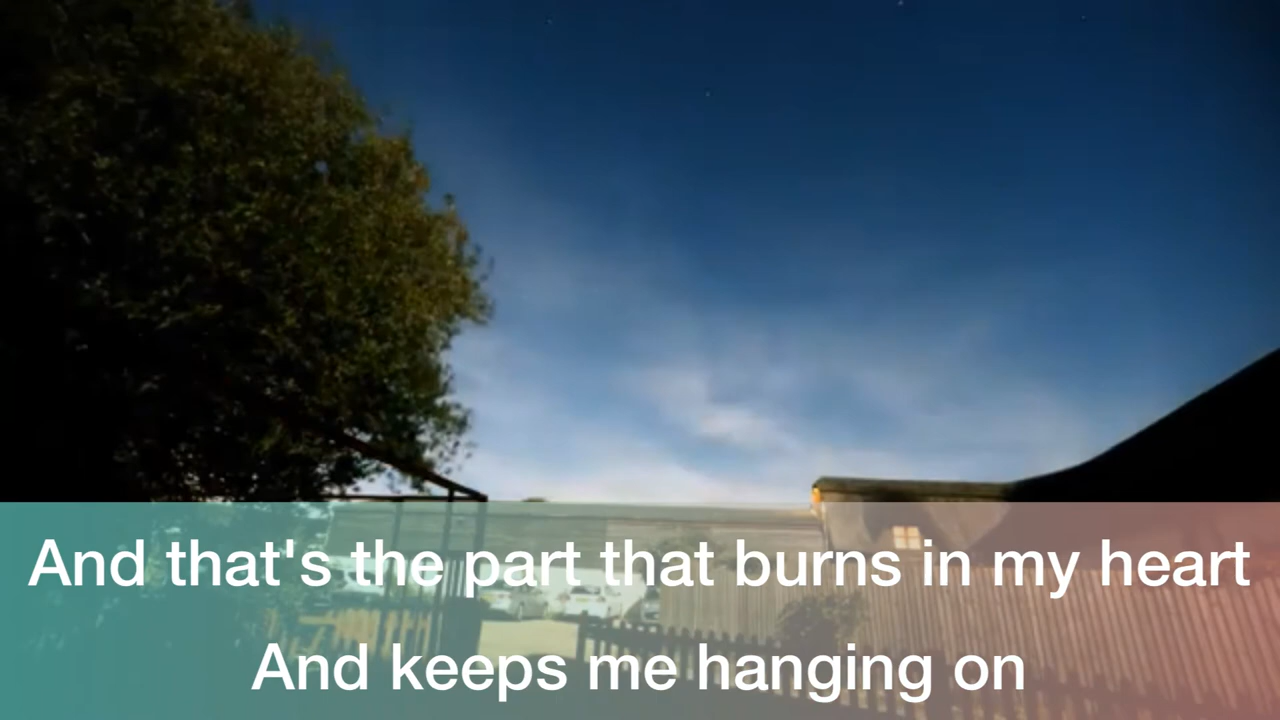 And that's the part that burns in my heart
And keeps me hanging on